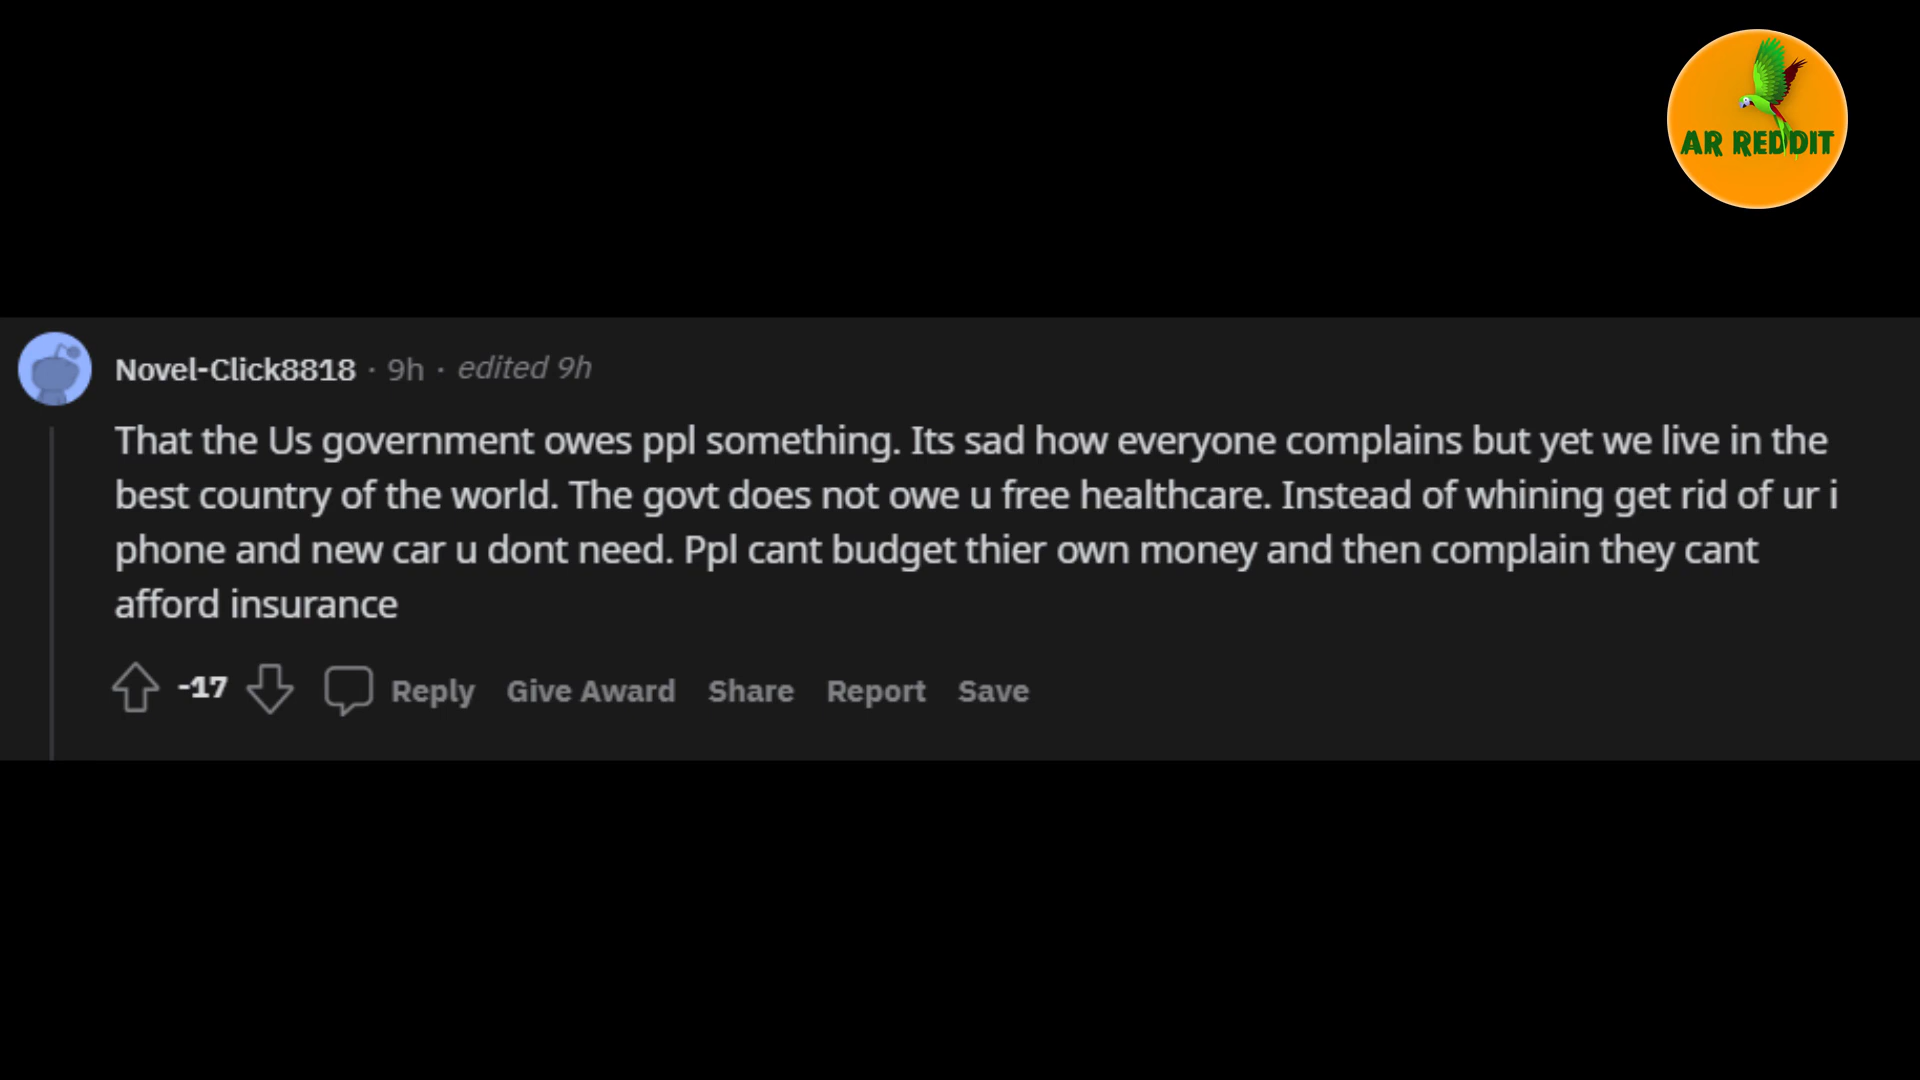 AR REDDIT
Novel-Click8818 · 9h · edited 9h
That the Us government owes ppl something. Its sad how everyone complains but yet we live in the
best country of the world. The govt does not owe u free healthcare. Instead of whining get rid of ur i
phone and new car u dont need. Ppl cant budget thier own money and then complain they cant
afford insurance
-17 Reply Give Award Share Report Save